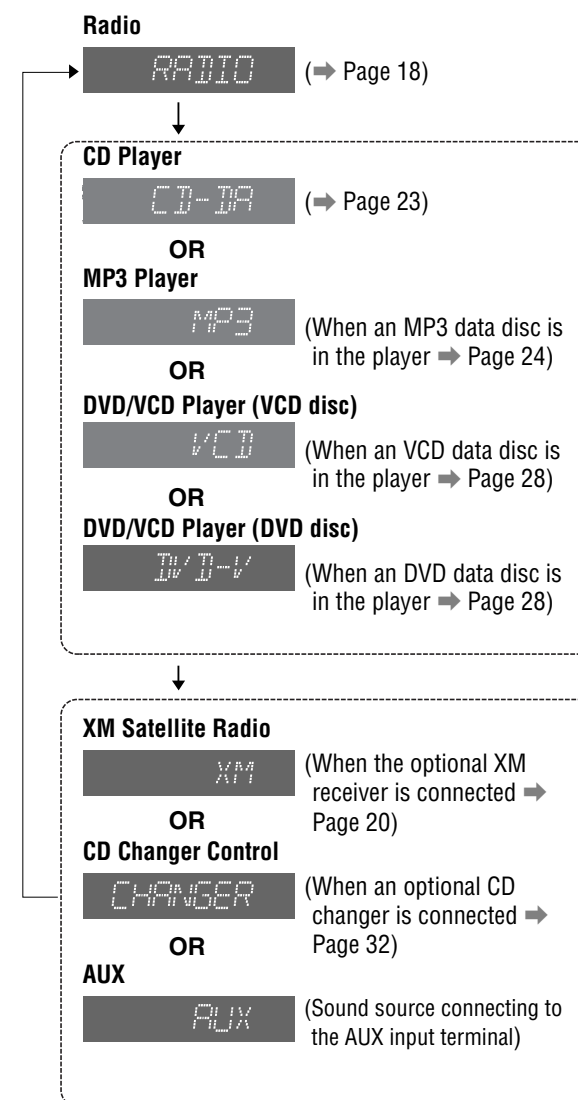 Radio
RADIO (➡ Page 18)
CD Player
CD-DA (➡ Page 23)
OR
MP3 Player
MP3 (When an MP3 data disc is
in the player ➡ Page 24)
OR
DVD/VCD Player (VCD disc)
VCD (When an VCD data disc is
in the player ➡ Page 28)
OR
DVD/VCD Player (DVD disc)
DVD-V (When an DVD data disc is
in the player ➡ Page 28)
XM Satellite Radio
XM (When the optional XM
receiver is connected ➡
Page 20)
OR
CD Changer Control
CHANGER (When an optional CD
changer is connected ➡
Page 32)
OR
AUX
AUX (Sound source connecting to
the AUX input terminal)